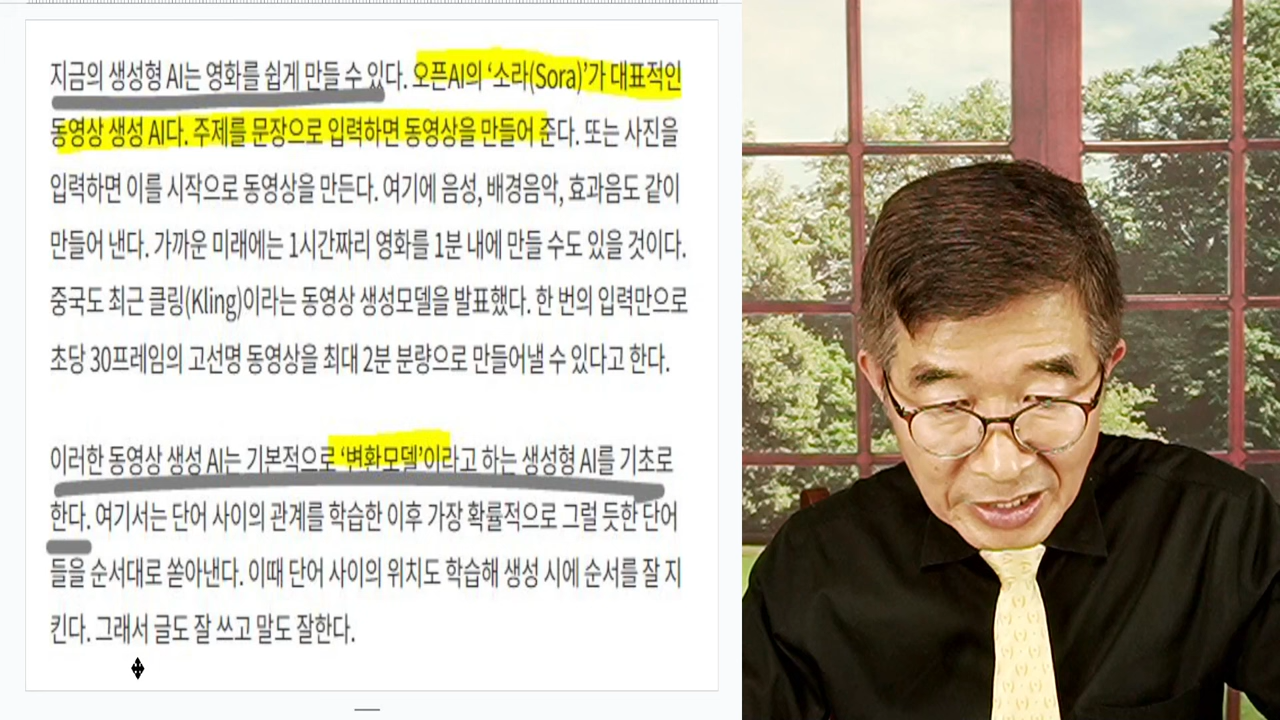 지금의 생성형 AI는 영화를 쉽게 만들 수 있다. 오픈AI의 ‘소라(Sora)’가 대표적인
동영상 생성 AI다. 주제를 문장으로 입력하면 동영상을 만들어 준다. 또는 사진을
입력하면 이를 시작으로 동영상을 만든다. 여기에 음성, 배경음악, 효과음도 같이
만들어 낸다. 가까운 미래에는 1시간짜리 영화를 1분 내에 만들 수도 있을 것이다.
중국도 최근 클링(Kling)이라는 동영상 생성모델을 발표했다. 한 번의 입력만으로
초당 30프레임의 고선명 동영상을 최대 2분 분량으로 만들어낼 수 있다고 한다.
이러한 동영상 생성 AI는 기본적으로 ‘변화모델’이라고 하는 생성형 AI를 기초로
한다. 여기서는 단어 사이의 관계를 학습한 이후 가장 확률적으로 그럴 듯한 단어
들을 순서대로 쏟아낸다. 이때 단어 사이의 위치도 학습해 생성 시에 순서를 잘 지
킨다. 그래서 글도 잘 쓰고 말도 잘한다.